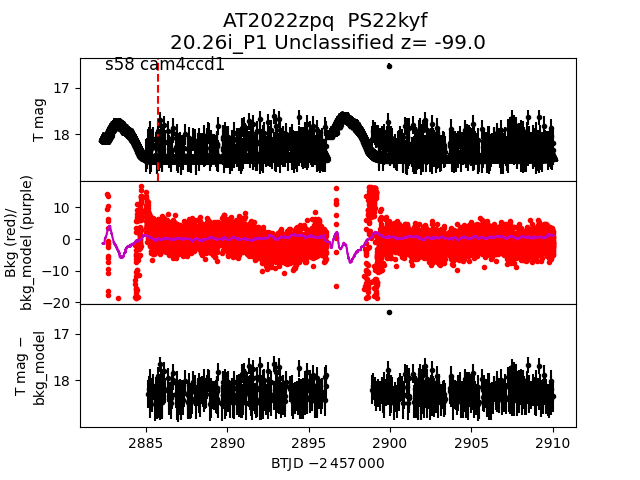 AT2022zpq  PS22kyf
20.26i_P1 Unclassified z= -99.0
s58 cam4ccd1
17
18
T mag
10
0
−10
−20
Bkg (red)/
bkg_model (purple)
17
18
T mag −
bkg_model
2885 2890 2895 2900 2905 2910
BTJD −2 457 000